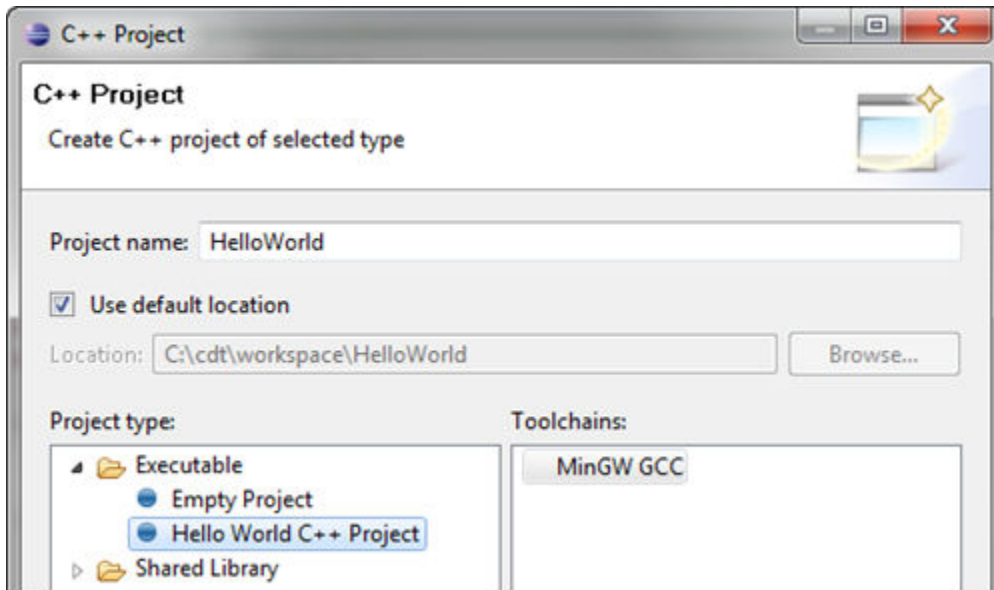 C++ Project
C++ Project
Create C++ project of selected type
Project name: HelloWorld
Use default location
Location: C:\cdt\workspace\HelloWorld Browse...
Project type: Toolchains:
Executable MinGW GCC
Empty Project
Hello World C++ Project
Shared Library